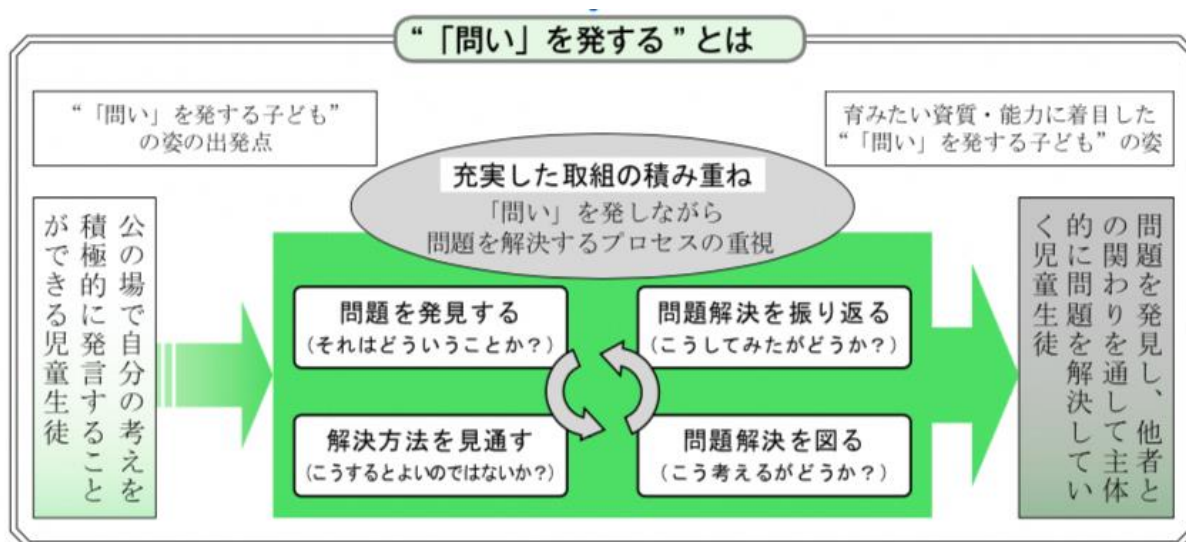 “「問い」を発する”とは
“「問い」を発する子ども”
の姿の出発点
育みたい資質・能力に着目した
“「問い」を発する子ども”の姿
充実した取組の積み重ね
「問い」を発しながら
問題を解決するプロセスの重視
公の場で自分の考えを
積極的に発言すること
ができる児童生徒
問題を発見する
(それはどういうことか?)
問題解決を振り返る
(こうしてみたがどうか?)
解決方法を見通す
(こうするとよいのではないか?)
問題解決を図る
(こう考えるがどうか?)
問題を発見し、他者と
の関わりを通して主体
的に問題を解決してい
く児童生徒